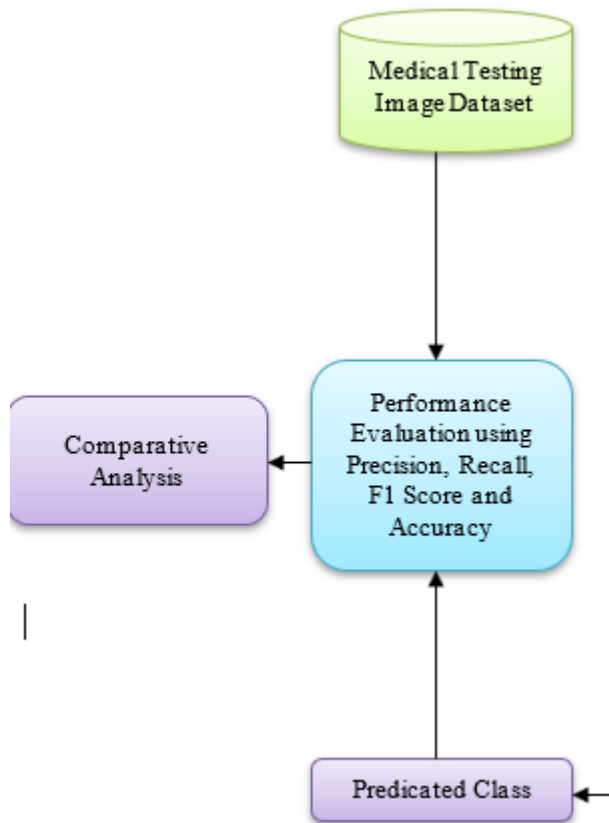 Medical Testing
Image Dataset
Performance
Evaluation using
Precision, Recall,
F1 Score and
Accuracy
Comparative
Analysis
Predicated Class